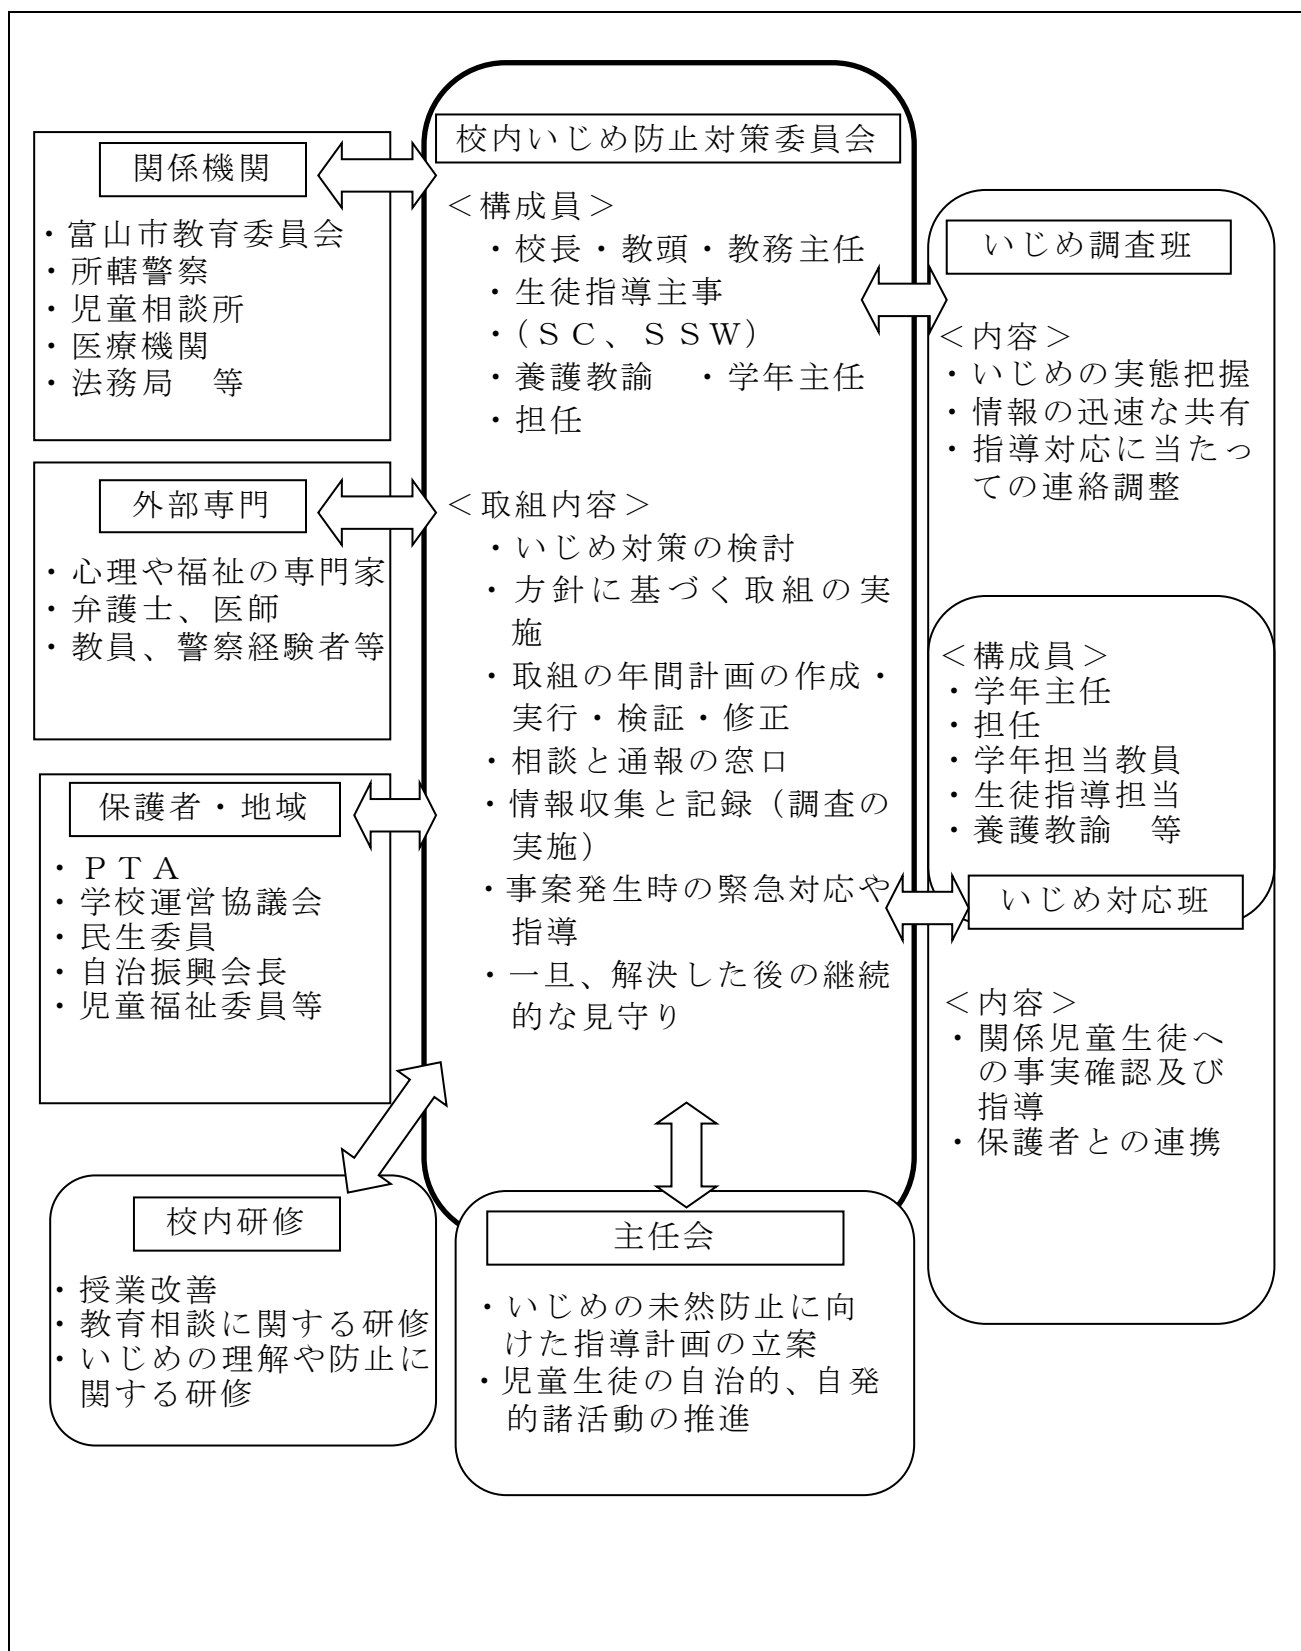 校内いじめ防止対策委員会
＜構成員＞
・校長・教頭・教務主任
・生徒指導主事
・（ＳＣ、ＳＳＷ）
・養護教諭　・学年主任
・担任
＜取組内容＞
・いじめ対策の検討
・方針に基づく取組の実
施
・取組の年間計画の作成・
実行・検証・修正
・相談と通報の窓口
・情報収集と記録（調査の
実施）
・事案発生時の緊急対応や
指導
・一旦、解決した後の継続
的な見守り
関係機関
・富山市教育委員会
・所轄警察
・児童相談所
・医療機関
・法務局　等
外部専門
・心理や福祉の専門家
・弁護士、医師
・教員、警察経験者等
保護者・地域
・ＰＴＡ
・学校運営協議会
・民生委員
・自治振興会長
・児童福祉委員等
校内研修
・授業改善
・教育相談に関する研修
・いじめの理解や防止に
関する研修
主任会
・いじめの未然防止に向
けた指導計画の立案
・児童生徒の自治的、自発
的諸活動の推進
いじめ調査班
＜内容＞
・いじめの実態把握
・情報の迅速な共有
・指導対応に当たっ
ての連絡調整
＜構成員＞
・学年主任
・担任
・学年担当教員
・生徒指導担当
・養護教諭　等
いじめ対応班
＜内容＞
・関係児童生徒へ
の事実確認及び
指導
・保護者との連携